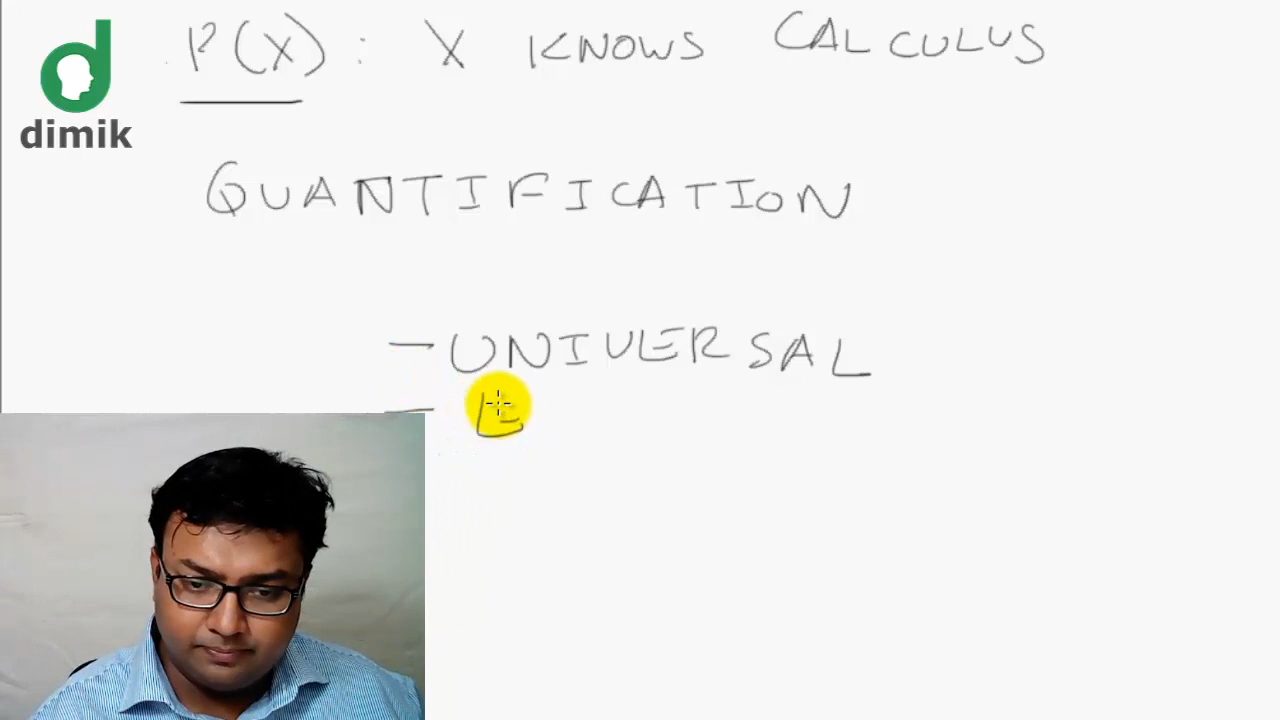 dimik
P(X) : X KNOWS CALCULUS
QUANTIFICATION
- UNIVERSAL
- E